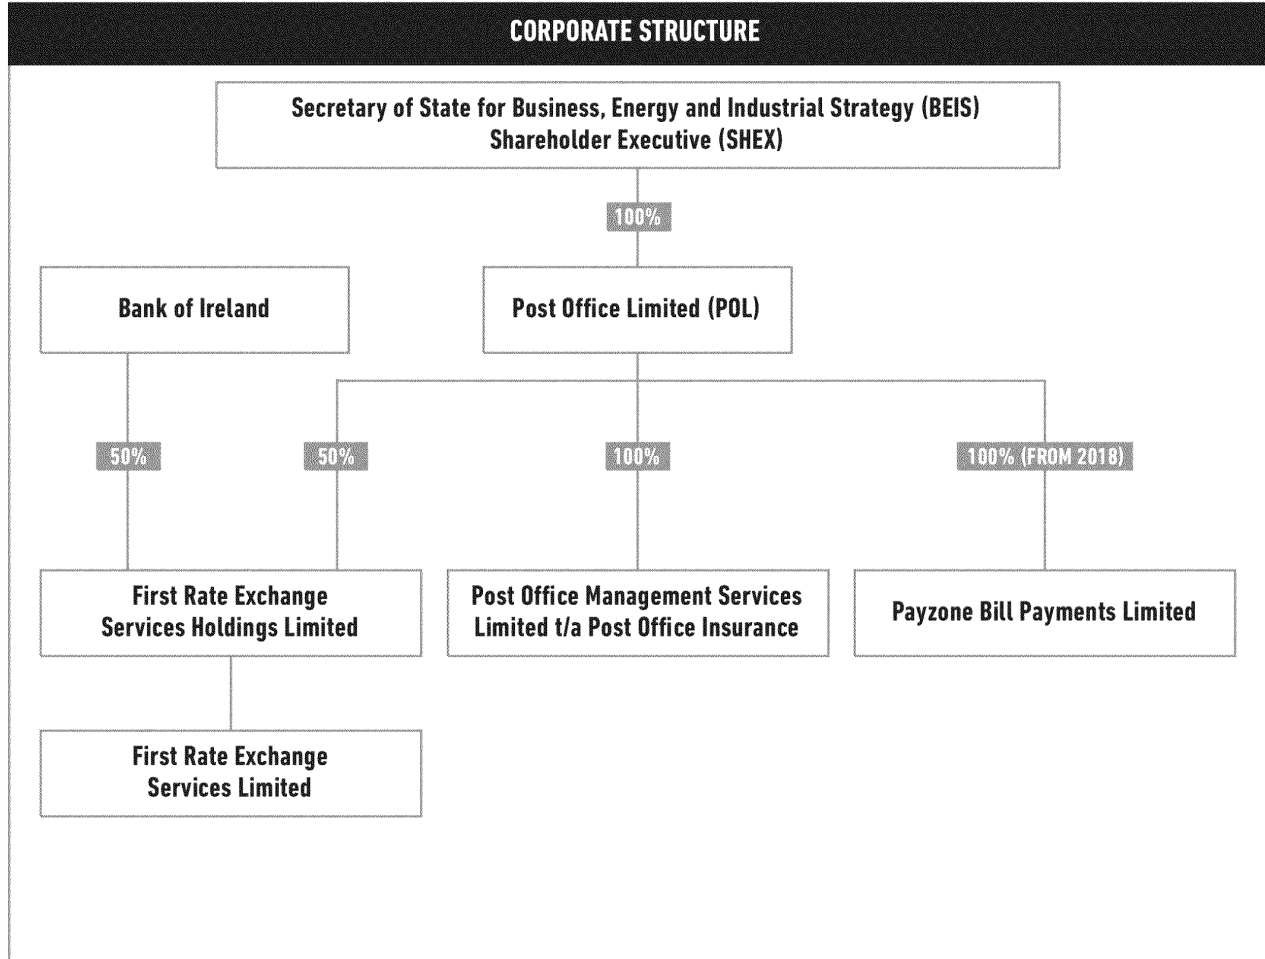 CORPORATE STRUCTURE
Secretary of State for Business, Energy and Industrial Strategy (BEIS)
Shareholder Executive (SHEX)
100%
Bank of Ireland
Post Office Limited (POL)
50%
50%
100%
100% (FROM 2018)
First Rate Exchange
Services Holdings Limited
Post Office Management Services
Limited t/a Post Office Insurance
Payzone Bill Payments Limited
First Rate Exchange
Services Limited